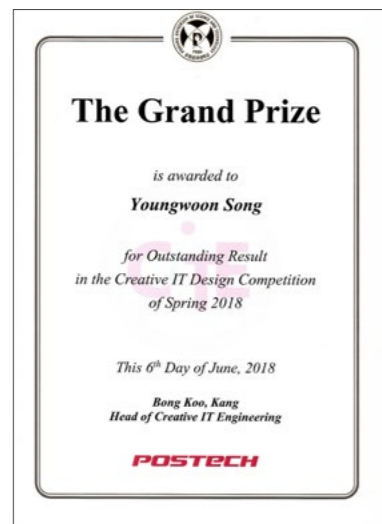 The Grand Prize
is awarded to
Youngwoon Song
for Outstanding Result
in the Creative IT Design Competition
of Spring 2018
CiTE
This 6th Day of June, 2018
Bong Koo, Kang
Head of Creative IT Engineering
POSTECH